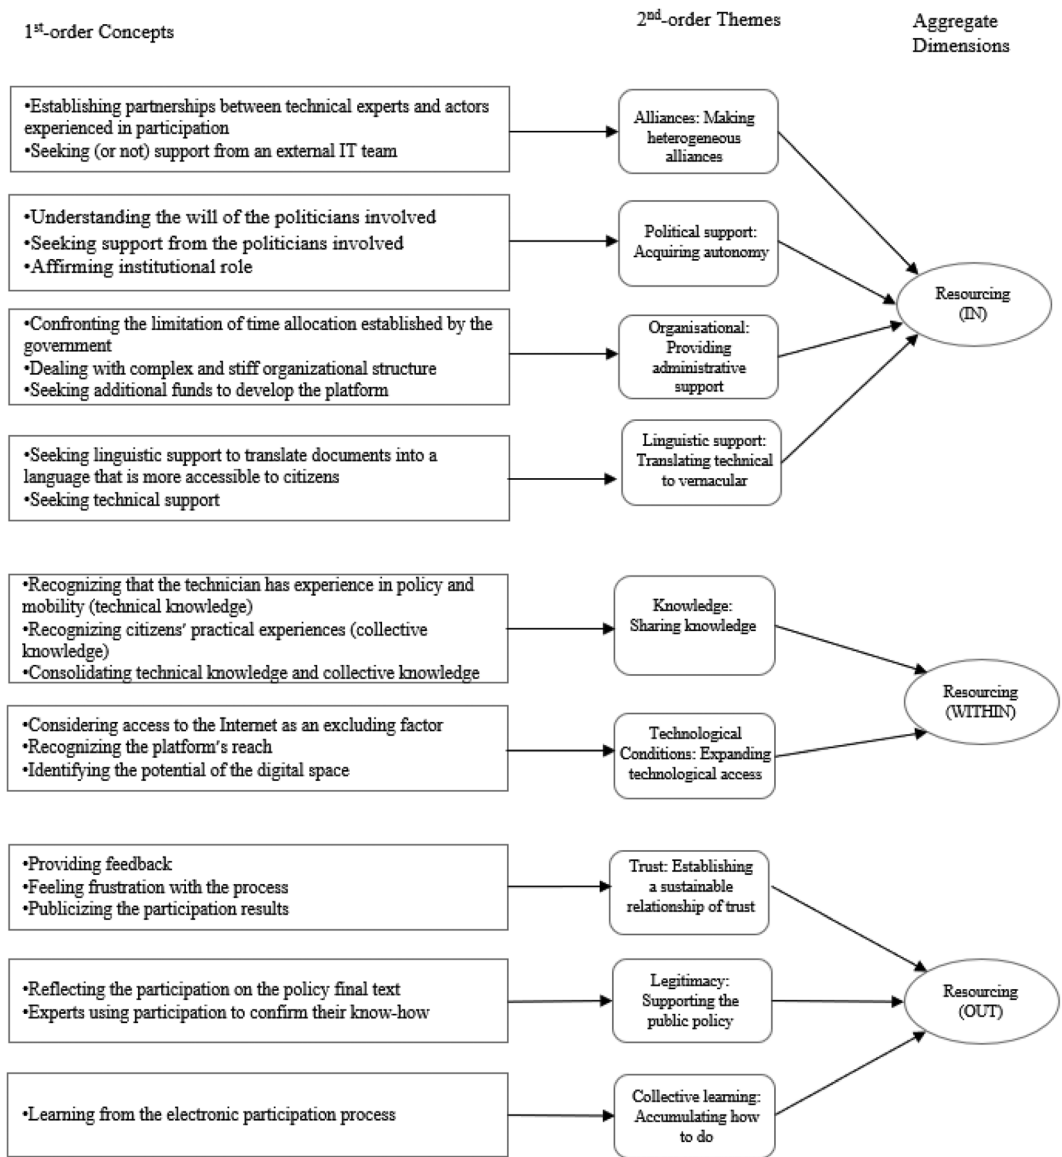 1st-order Concepts
2nd-order Themes
Aggregate
Dimensions
•Establishing partnerships between technical experts and actors
experienced in participation
•Seeking (or not) support from an external IT team
Alliances: Making
heterogeneous
alliances
•Understanding the will of the politicians involved
•Seeking support from the politicians involved
•Affirming institutional role
Political support:
Acquiring autonomy
Resourcing
(IN)
•Confronting the limitation of time allocation established by the
government
•Dealing with complex and stiff organizational structure
•Seeking additional funds to develop the platform
Organisational:
Providing
administrative
support
•Seeking linguistic support to translate documents into a
language that is more accessible to citizens
•Seeking technical support
Linguistic support:
Translating technical
to vernacular
•Recognizing that the technician has experience in policy and
mobility (technical knowledge)
•Recognizing citizens' practical experiences (collective
knowledge)
•Consolidating technical knowledge and collective knowledge
Knowledge:
Sharing knowledge
Resourcing
(WITHIN)
•Considering access to the Internet as an excluding factor
•Recognizing the platform's reach
•Identifying the potential of the digital space
Technological
Conditions: Expanding
technological access
•Providing feedback
•Feeling frustration with the process
•Publicizing the participation results
Trust: Establishing
a sustainable
relationship of trust
•Reflecting the participation on the policy final text
•Experts using participation to confirm their know-how
Legitimacy:
Supporting the
public policy
Resourcing
(OUT)
•Learning from the electronic participation process
Collective learning:
Accumulating how
to do